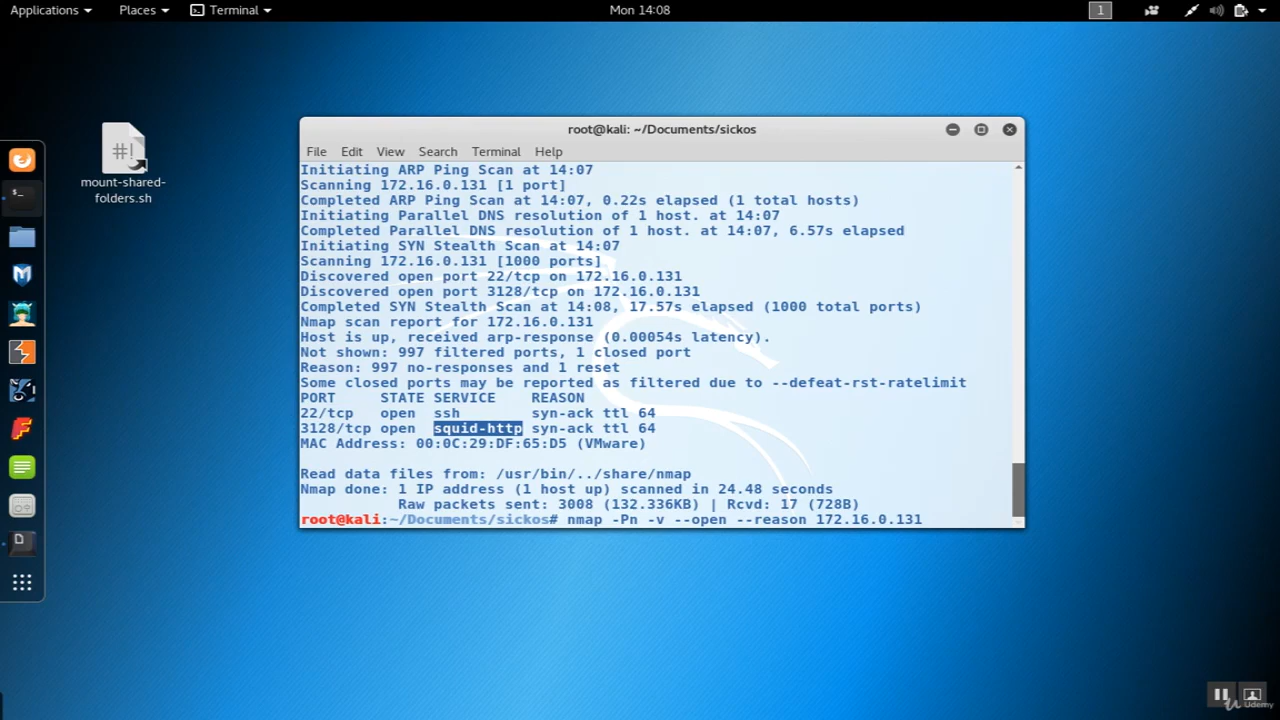 Applications
Places
Terminal
Mon 14:08
1
mount-shared-
folders.sh
root@kali: ~/Documents/sickos
File Edit View Search Terminal Help
Initiating ARP Ping Scan at 14:07
Scanning 172.16.0.131 [1 port]
Completed ARP Ping Scan at 14:07, 0.22s elapsed (1 total hosts)
Initiating Parallel DNS resolution of 1 host. at 14:07
Completed Parallel DNS resolution of 1 host. at 14:07, 6.57s elapsed
Initiating SYN Stealth Scan at 14:07
Scanning 172.16.0.131 [1000 ports]
Discovered open port 22/tcp on 172.16.0.131
Discovered open port 3128/tcp on 172.16.0.131
Completed SYN Stealth Scan at 14:08, 17.57s elapsed (1000 total ports)
Nmap scan report for 172.16.0.131
Host is up, received arp-response (0.00054s latency).
Not shown: 997 filtered ports, 1 closed port
Reason: 997 no-responses and 1 reset
Some closed ports may be reported as filtered due to --defeat-rst-ratelimit
PORT     STATE SERVICE    REASON
22/tcp   open  ssh        syn-ack ttl 64
3128/tcp open  squid-http syn-ack ttl 64
MAC Address: 00:0C:29:DF:65:D5 (VMware)
Read data files from: /usr/bin/../share/nmap
Nmap done: 1 IP address (1 host up) scanned in 24.48 seconds
Raw packets sent: 3008 (132.336KB) | Rcvd: 17 (728B)
root@kali:~/Documents/sickos# nmap -Pn -v --open --reason 172.16.0.131
Udemy